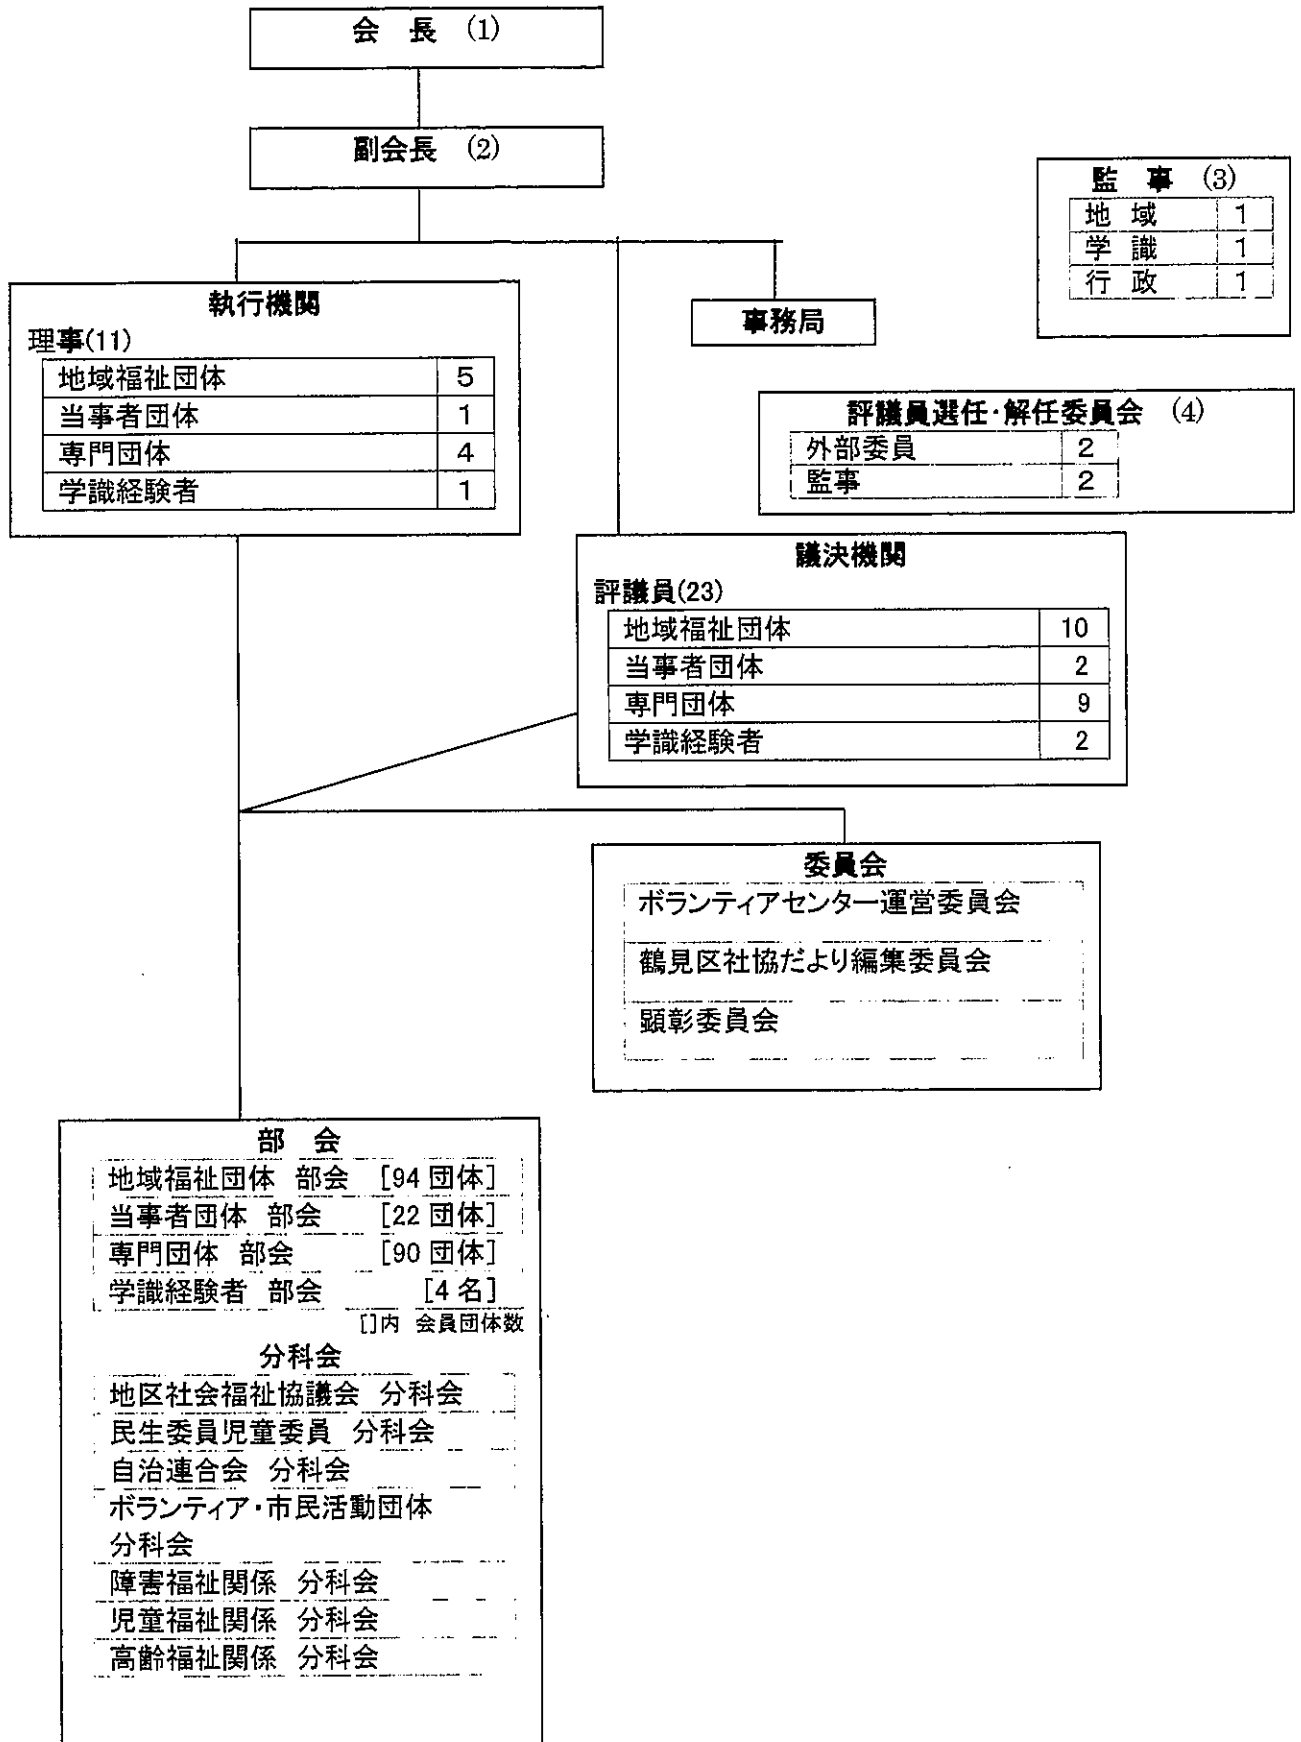 会 長 (1)
副会長 (2)
監 事 (3)
地 域 1
学 識 1
行 政 1
執行機関
理事(11)
地域福祉団体 5
当事者団体 1
専門団体 4
学識経験者 1
事務局
評議員選任･解任委員会 (4)
外部委員 2
監事 2
議決機関
評議員(23)
地域福祉団体 10
当事者団体 2
専門団体 9
学識経験者 2
委員会
ボランティアセンター運営委員会
鶴見区社協だより編集委員会
顕彰委員会
部 会
地域福祉団体 部会 [94 団体]
当事者団体 部会 [22 団体]
専門団体 部会 [90 団体]
学識経験者 部会 [4 名]
[]内 会員団体数
分科会
地区社会福祉協議会 分科会
民生委員児童委員 分科会
自治連合会 分科会
ボランティア・市民活動団体
分科会
障害福祉関係 分科会
児童福祉関係 分科会
高齢福祉関係 分科会